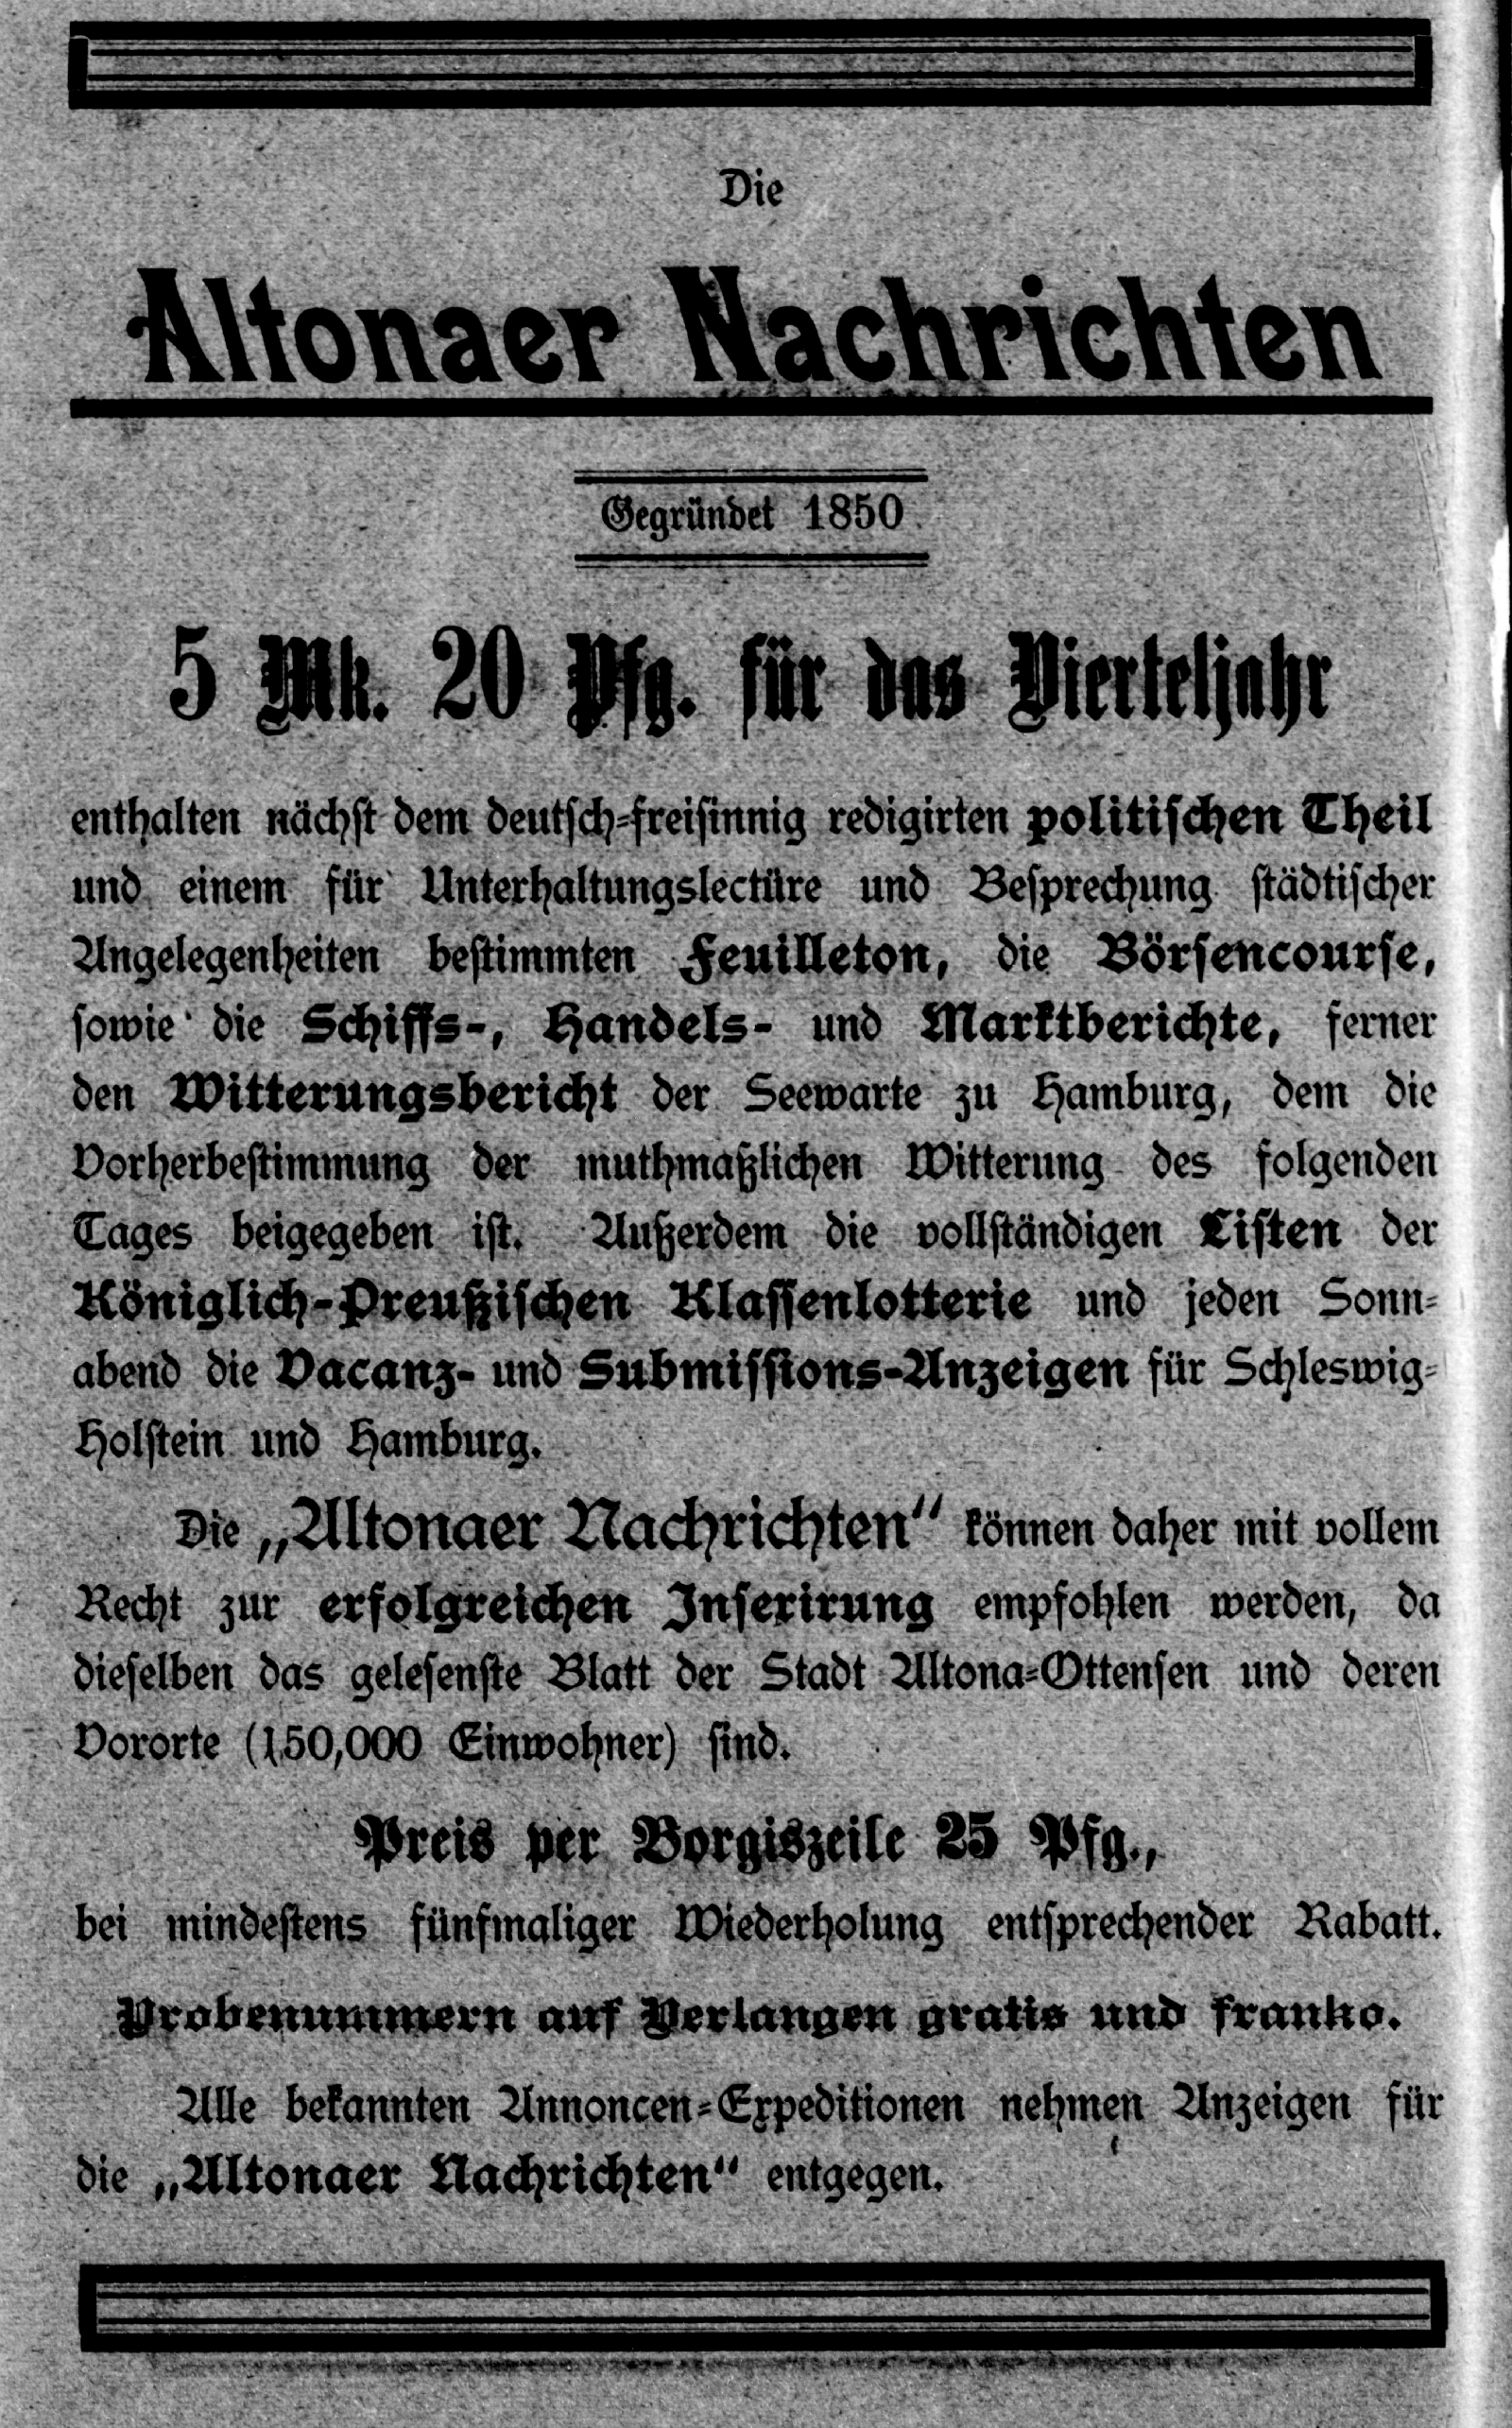 Die
Altonaer Nachrichten
Gegründet 1850
5 Mk. 20 Pfg. für das Vierteljahr
enthalten nächst dem deutsch-freisinnig redigirten politischen Theil
und einem für Unterhaltungslectüre und Besprechung städtischer
Angelegenheiten bestimmten Feuilleton, die Börsencourse,
sowie die Schiffs-, Handels- und Marktberichte, ferner
den Witterungsbericht der Seewarte zu Hamburg, dem die
Vorherbestimmung der muthmaßlichen Witterung des folgenden
Tages beigegeben ist. Außerdem die vollständigen Listen der
Königlich-Preußischen Klassenlotterie und jeden Sonn-
abend die Vacanz- und Submissions-Anzeigen für Schleswig-
Holstein und Hamburg.
Die „Altonaer Nachrichten“ können daher mit vollem
Recht zur erfolgreichen Inserirung empfohlen werden, da
dieselben das gelesenste Blatt der Stadt Altona-Ottensen und deren
Vororte (150,000 Einwohner) sind.
Preis per Borgiszeile 25 Pfg.,
bei mindestens fünfmaliger Wiederholung entsprechender Rabatt.
Probenummern auf Verlangen gratis und franko.
Alle bekannten Annoncen-Expeditionen nehmen Anzeigen für
die „Altonaer Nachrichten“ entgegen.